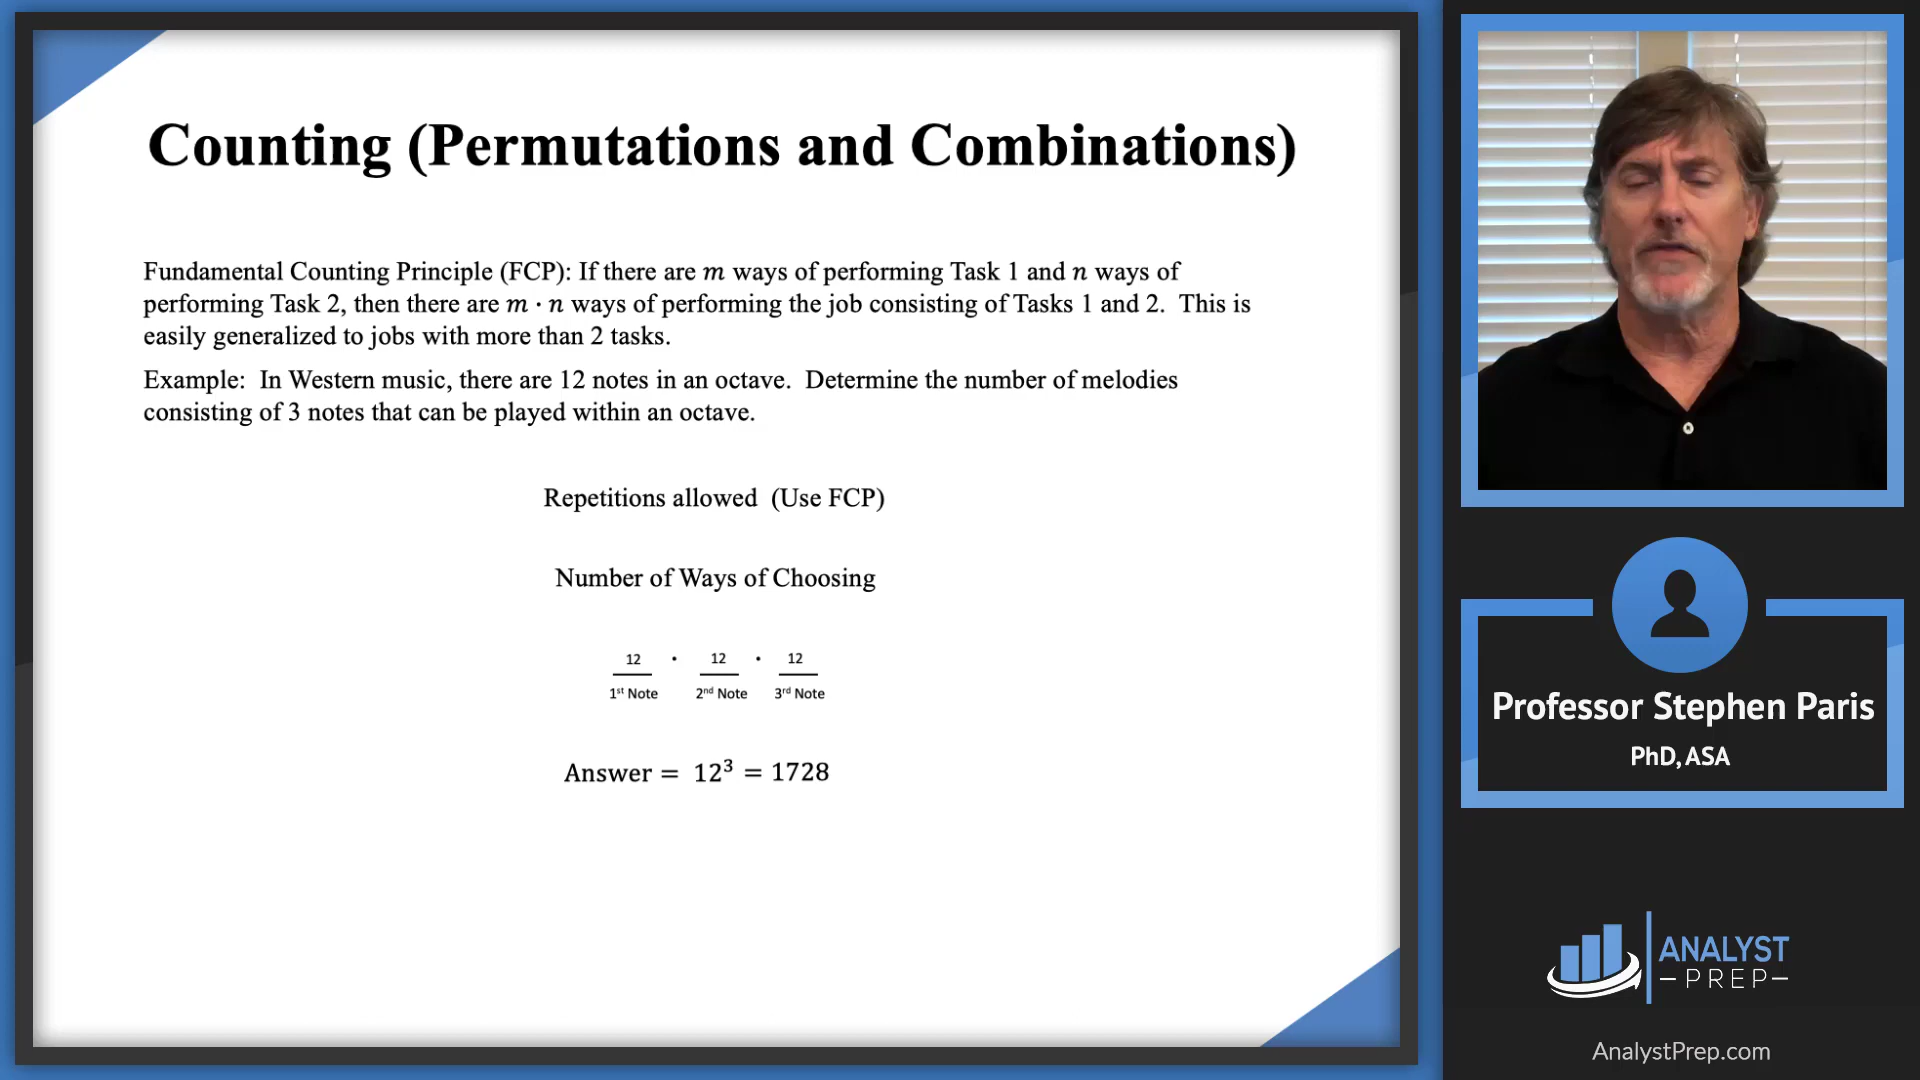 Counting (Permutations and Combinations)
Fundamental Counting Principle (FCP): If there are m ways of performing Task 1 and n ways of
performing Task 2, then there are m · n ways of performing the job consisting of Tasks 1 and 2. This is
easily generalized to jobs with more than 2 tasks.
Example: In Western music, there are 12 notes in an octave. Determine the number of melodies
consisting of 3 notes that can be played within an octave.
Repetitions allowed (Use FCP)
Number of Ways of Choosing
12 · 12 · 12
1st Note 2nd Note 3rd Note
Answer = 12³ = 1728
Professor Stephen Paris
PhD, ASA
ANALYST
PREP
AnalystPrep.com